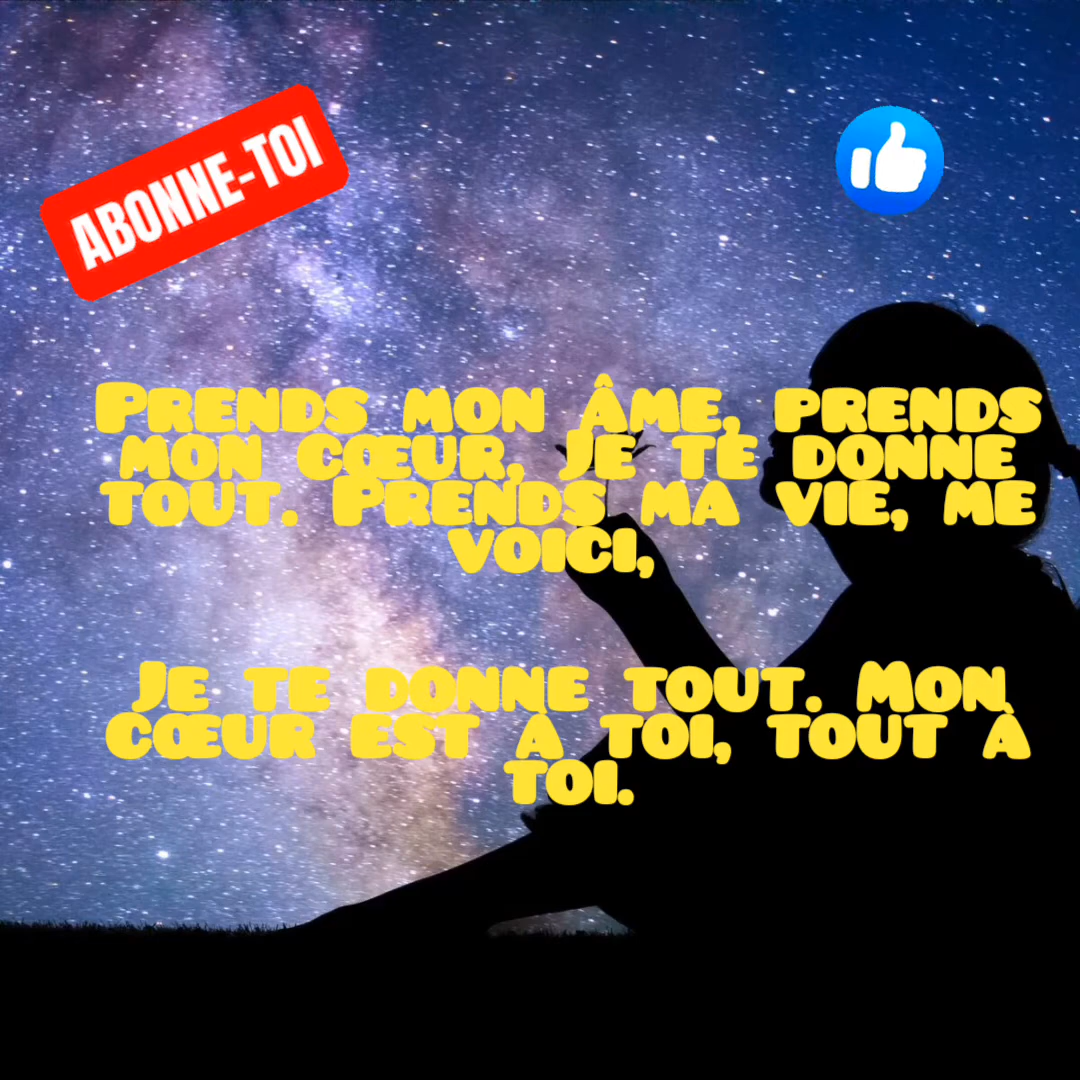 ABONNE-TOI
Prends mon âme, prends
mon cœur, Je te donne
tout. Prends ma vie, me
voici,
Je te donne tout. Mon
cœur est à toi, tout à
toi.